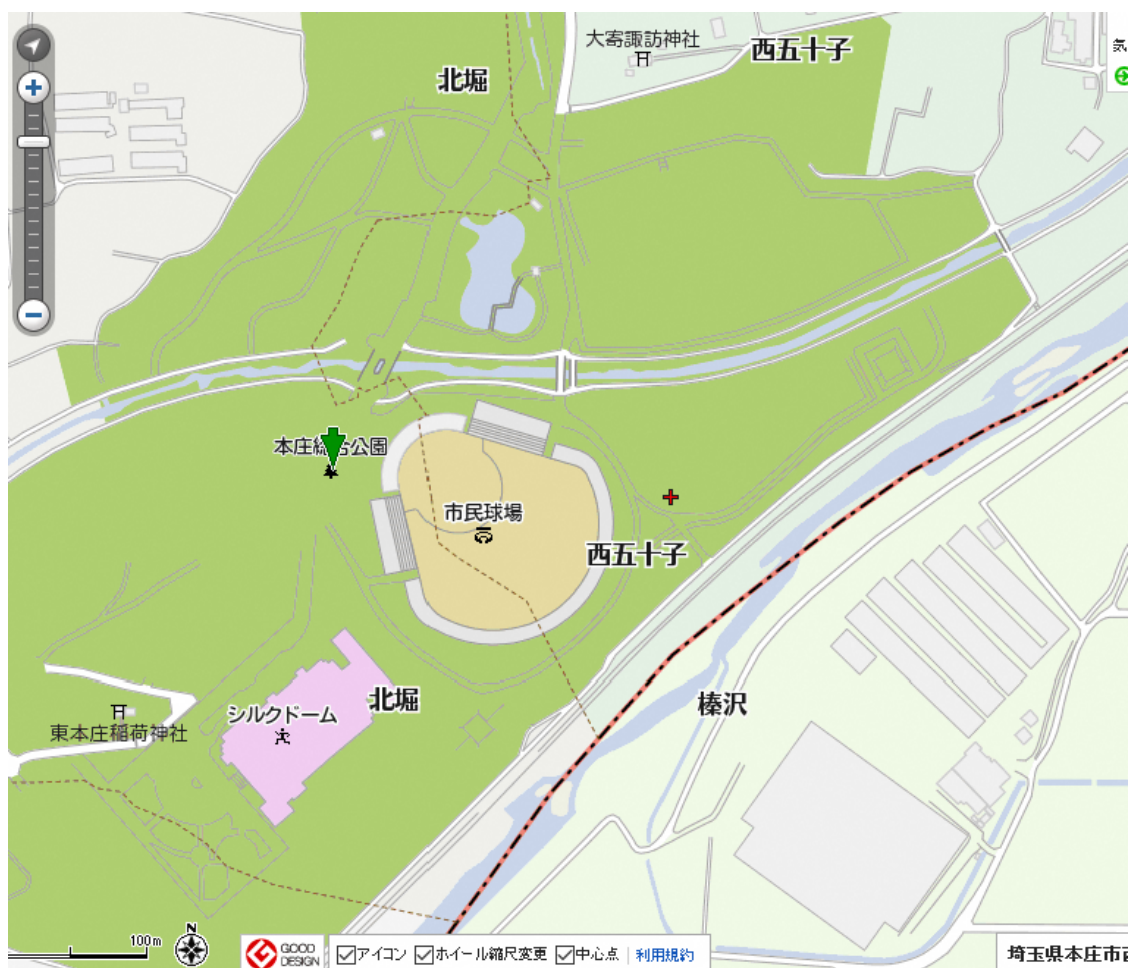 大寄諏訪神社
西五十子
気
北堀
本庄総合公園
市民球場
西五十子
榛沢
北堀
シルクドーム
東本庄稲荷神社
100m
N
GOOD
DESIGN
アイコン ホイール縮尺変更 中心点 | 利用規約
埼玉県本庄市西